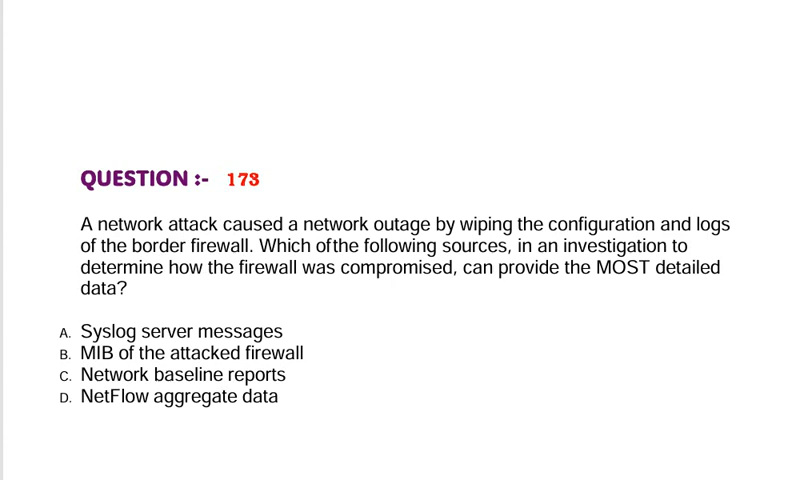 QUESTION :- 173
A network attack caused a network outage by wiping the configuration and logs
of the border firewall. Which ofthe following sources, in an investigation to
determine how the firewall was compromised, can provide the MOST detailed
data?
A. Syslog server messages
B. MIB of the attacked firewall
C. Network baseline reports
D. NetFlow aggregate data